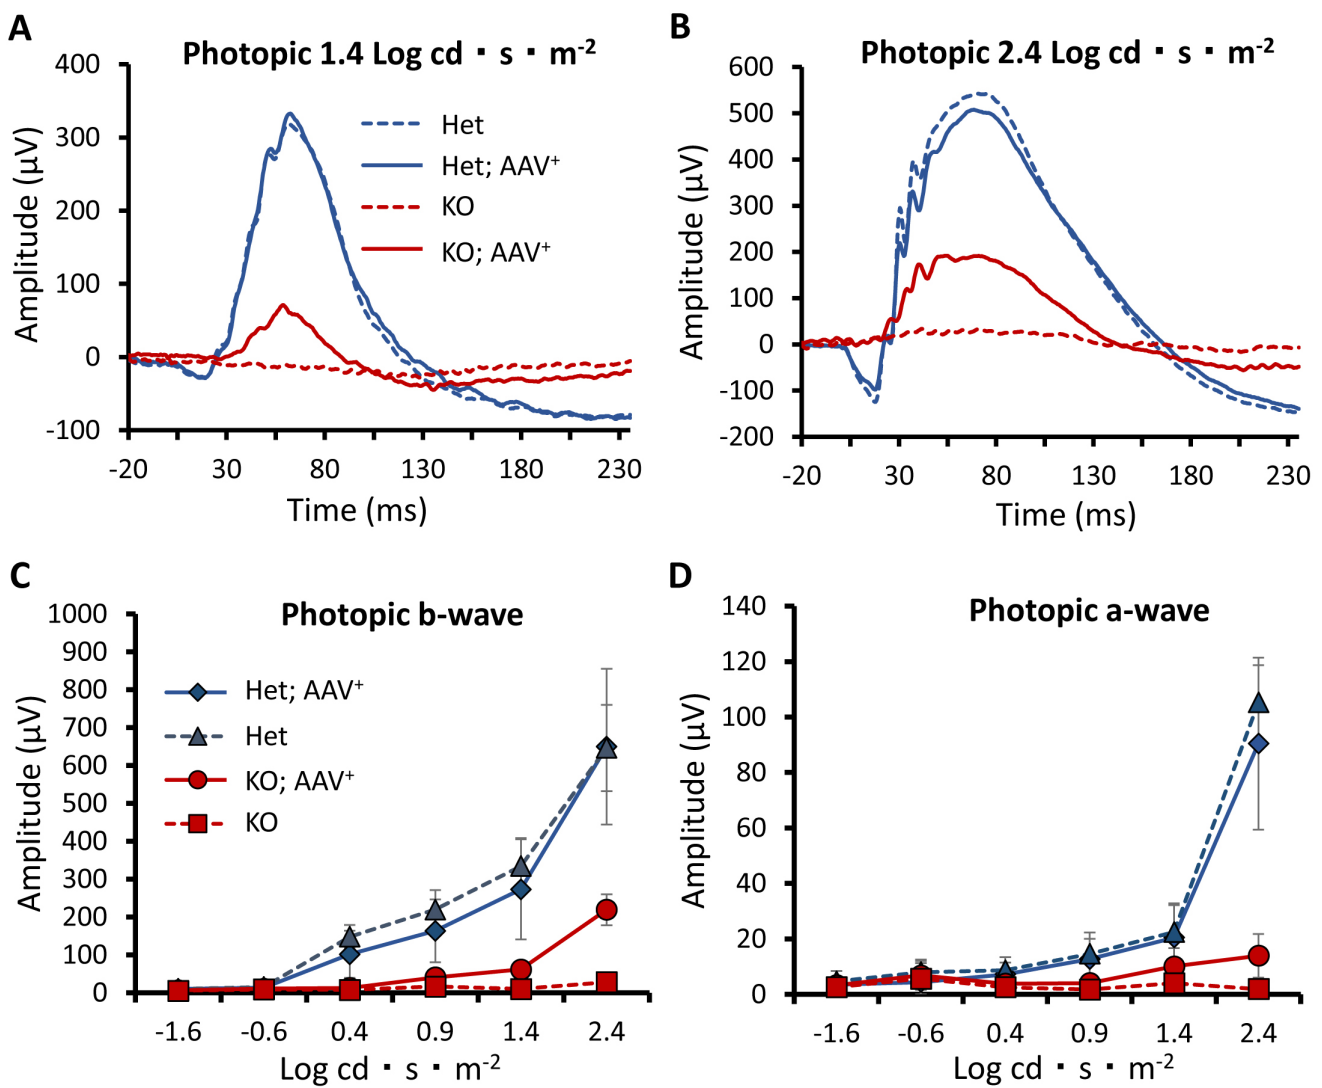 A
Photopic 1.4 Log cd ▪ s ▪ m-2
400
300
200
100
0
-100
Amplitude (µV)
-20 30 80 130 180 230
Time (ms)
Het
Het; AAV+
KO
KO; AAV+
B
Photopic 2.4 Log cd ▪ s ▪ m-2
600
500
400
300
200
100
0
-100
-200
Amplitude (µV)
-20 30 80 130 180 230
Time (ms)
C
Photopic b-wave
1000
900
800
700
600
500
400
300
200
100
0
Amplitude (µV)
Het; AAV+
Het
KO; AAV+
KO
-1.6 -0.6 0.4 0.9 1.4 2.4
Log cd ▪ s ▪ m-2
D
Photopic a-wave
140
120
100
80
60
40
20
0
Amplitude (µV)
-1.6 -0.6 0.4 0.9 1.4 2.4
Log cd ▪ s ▪ m-2